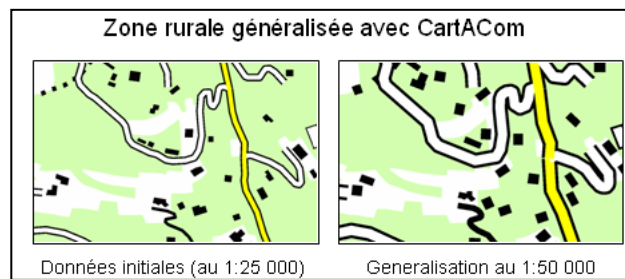 Zone rurale généralisée avec CartACom
Données initiales (au 1:25 000)
Generalisation au 1:50 000